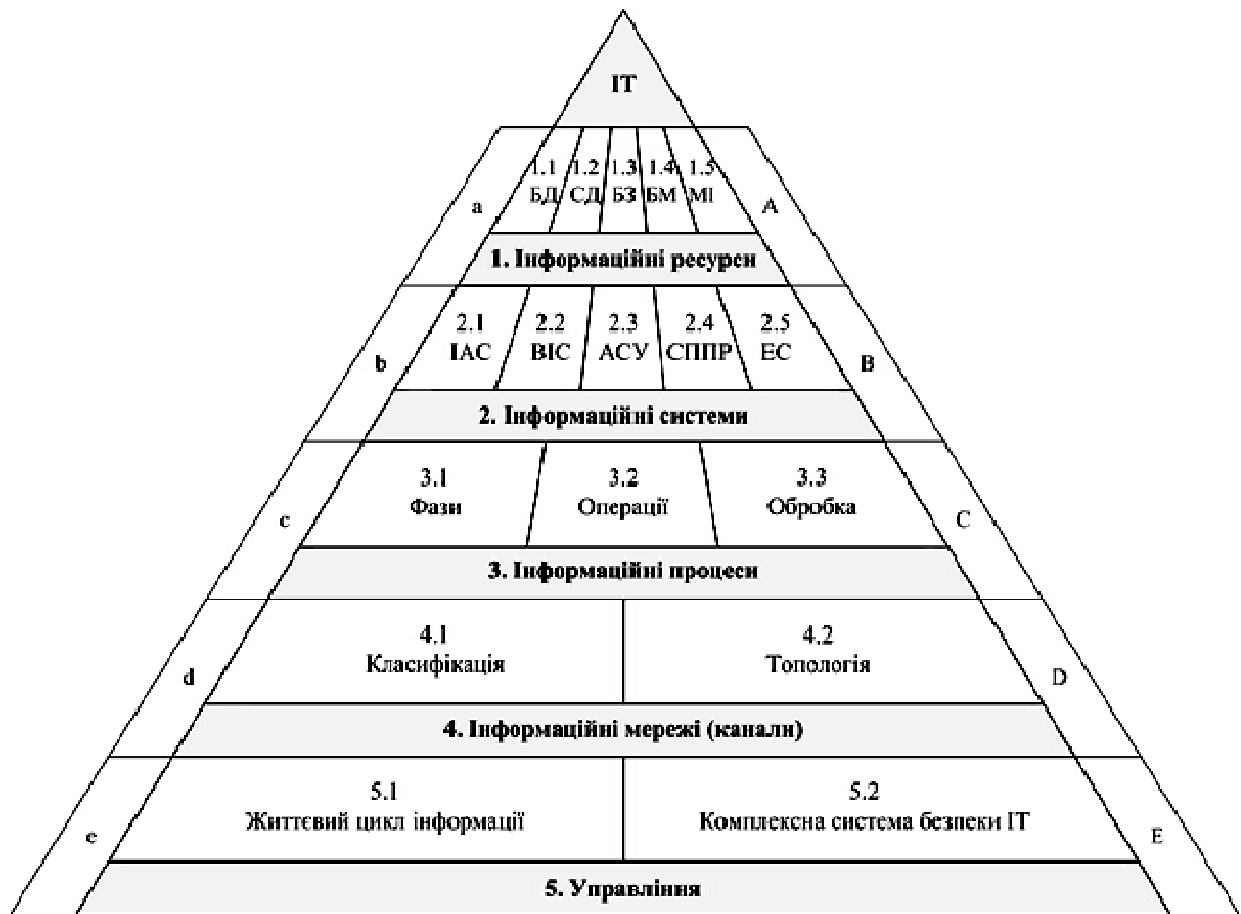 ІТ
1.1 1.2 1.3 1.4 1.5
БД СД БЗ БМ МІ
a A
1. Інформаційні ресурси
2.1 2.2 2.3 2.4 2.5
ІАС ВІС АСУ СППР ЕС
b B
2. Інформаційні системи
3.1 3.2 3.3
Фази Операції Обробка
c C
3. Інформаційні процеси
4.1 4.2
Класифікація Топологія
d D
4. Інформаційні мережі (канали)
5.1 5.2
Життєвий цикл інформації Комплексна система безпеки ІТ
e E
5. Управління